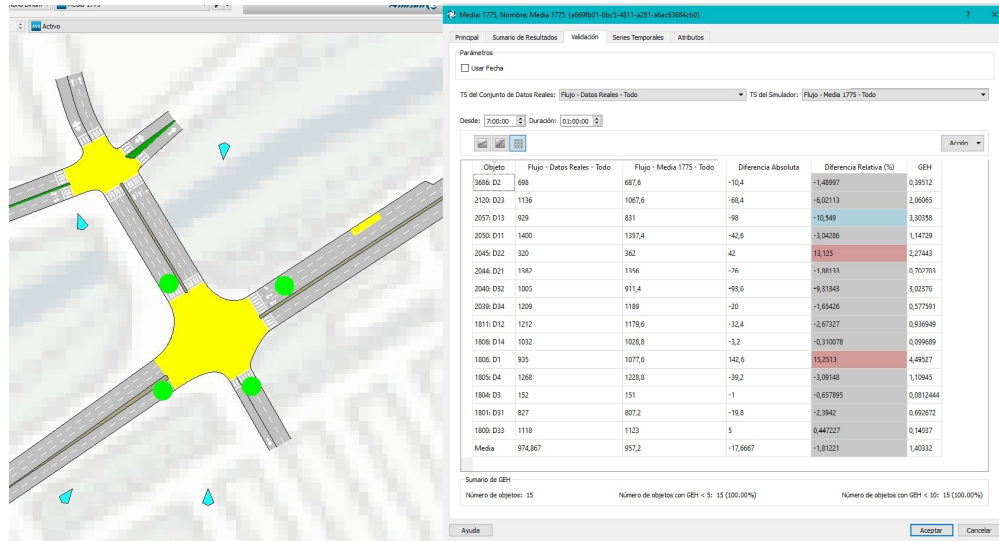 Media 1775
Activo
Media: 1775, Nombre: Media 1775 (a669fb01-6bc5-4811-a281-a6ac63684cb0)
? X
Principal Sumario de Resultados Validación Series Temporales Atributos
Parámetros
Usar Fecha
TS del Conjunto de Datos Reales: Flujo - Datos Reales - Todo TS del Simulador: Flujo - Media 1775 - Todo
Desde: 7:00:00 Duración: 01:00:00
Acción
Objeto Flujo - Datos Reales - Todo Flujo - Media 1775 - Todo Diferencia Absoluta Diferencia Relativa (%) GEH
3686: D2 698 687,6 -10,4 -1,48997 0,39512
2120: D23 1136 1067,6 -68,4 -6,02113 2,06065
2057: D13 929 831 -98 -10,549 3,30358
2050: D11 1400 1357,4 -42,6 -3,04286 1,14729
2045: D22 320 362 42 13,125 2,27443
2044: D21 1382 1356 -26 -1,88133 0,702703
2040: D32 1005 911,4 -93,6 -9,31343 3,02376
2039: D34 1209 1189 -20 -1,65426 0,577591
1811: D12 1212 1179,6 -32,4 -2,67327 0,936949
1808: D14 1032 1028,8 -3,2 -0,310078 0,099689
1806: D1 935 1077,6 142,6 15,2513 4,49527
1805: D4 1268 1228,8 -39,2 -3,09148 1,10945
1804: D3 152 151 -1 -0,657895 0,0812444
1801: D31 827 807,2 -19,8 -2,3942 0,692672
1800: D33 1118 1123 5 0,447227 0,14937
Media 974,867 957,2 -17,6667 -1,81221 1,40332
Sumario de GEH
Número de objetos: 15 Número de objetos con GEH < 5: 15 (100.00%) Número de objetos con GEH < 10: 15 (100.00%)
Ayuda Aceptar Cancelar